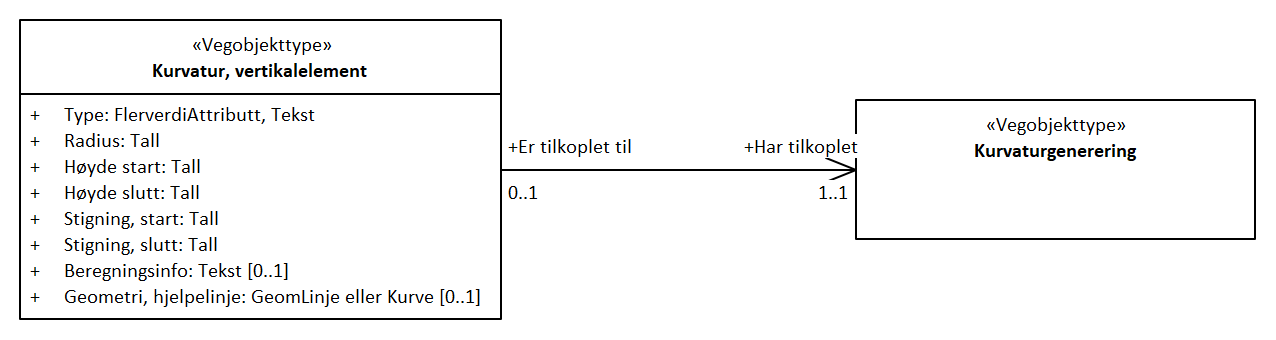 «Vegobjekttype»
Kurvatur, vertikalelement
+ Type: FlerverdiAttributt, Tekst
+ Radius: Tall
+ Høyde start: Tall
+ Høyde slutt: Tall
+ Stigning, start: Tall
+ Stigning, slutt: Tall
+ Beregningsinfo: Tekst [0..1]
+ Geometri, hjelpelinje: GeomLinje eller Kurve [0..1]
+Er tilkoplet til
0..1
+Har tilkoplet
1..1
«Vegobjekttype»
Kurvaturgenerering